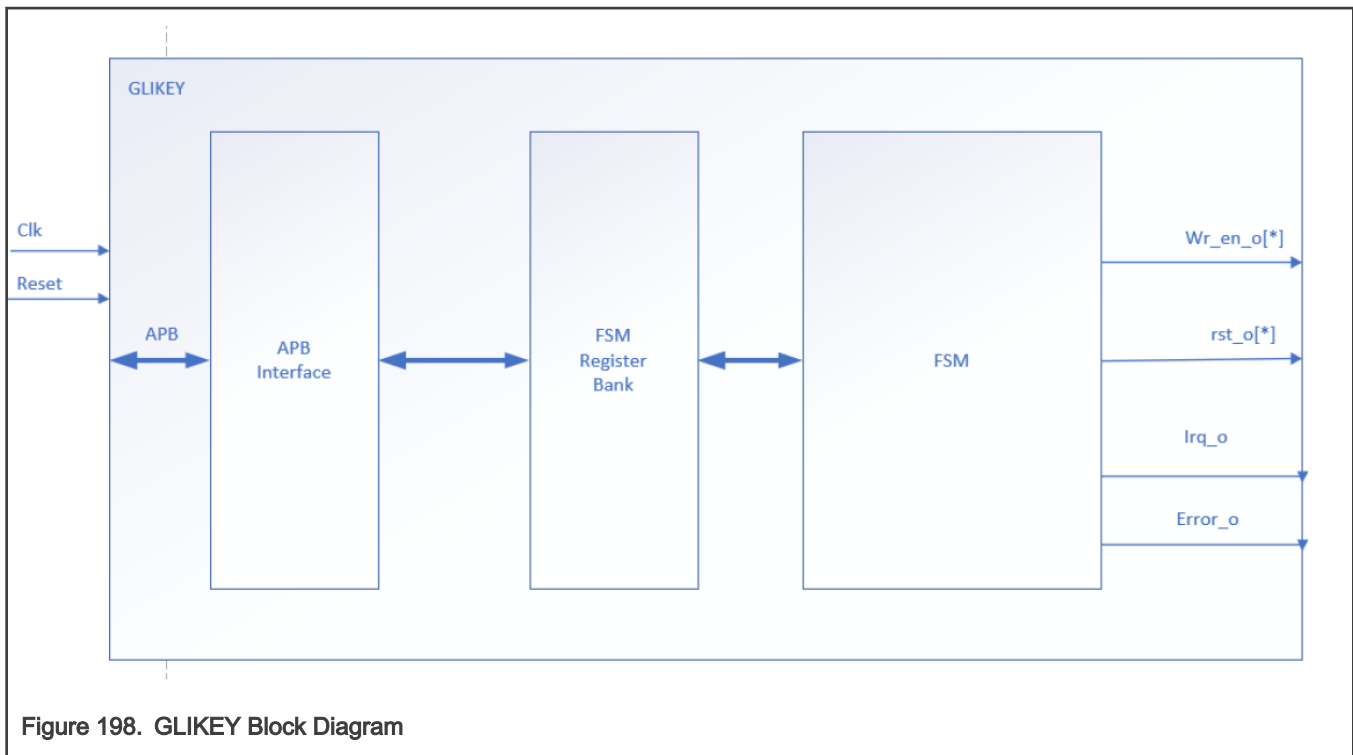 GLIKEY
Clk
Reset
APB
APB
Interface
FSM
Register
Bank
FSM
Wr_en_o[*]
rst_o[*]
Irq_o
Error_o
Figure 198. GLIKEY Block Diagram